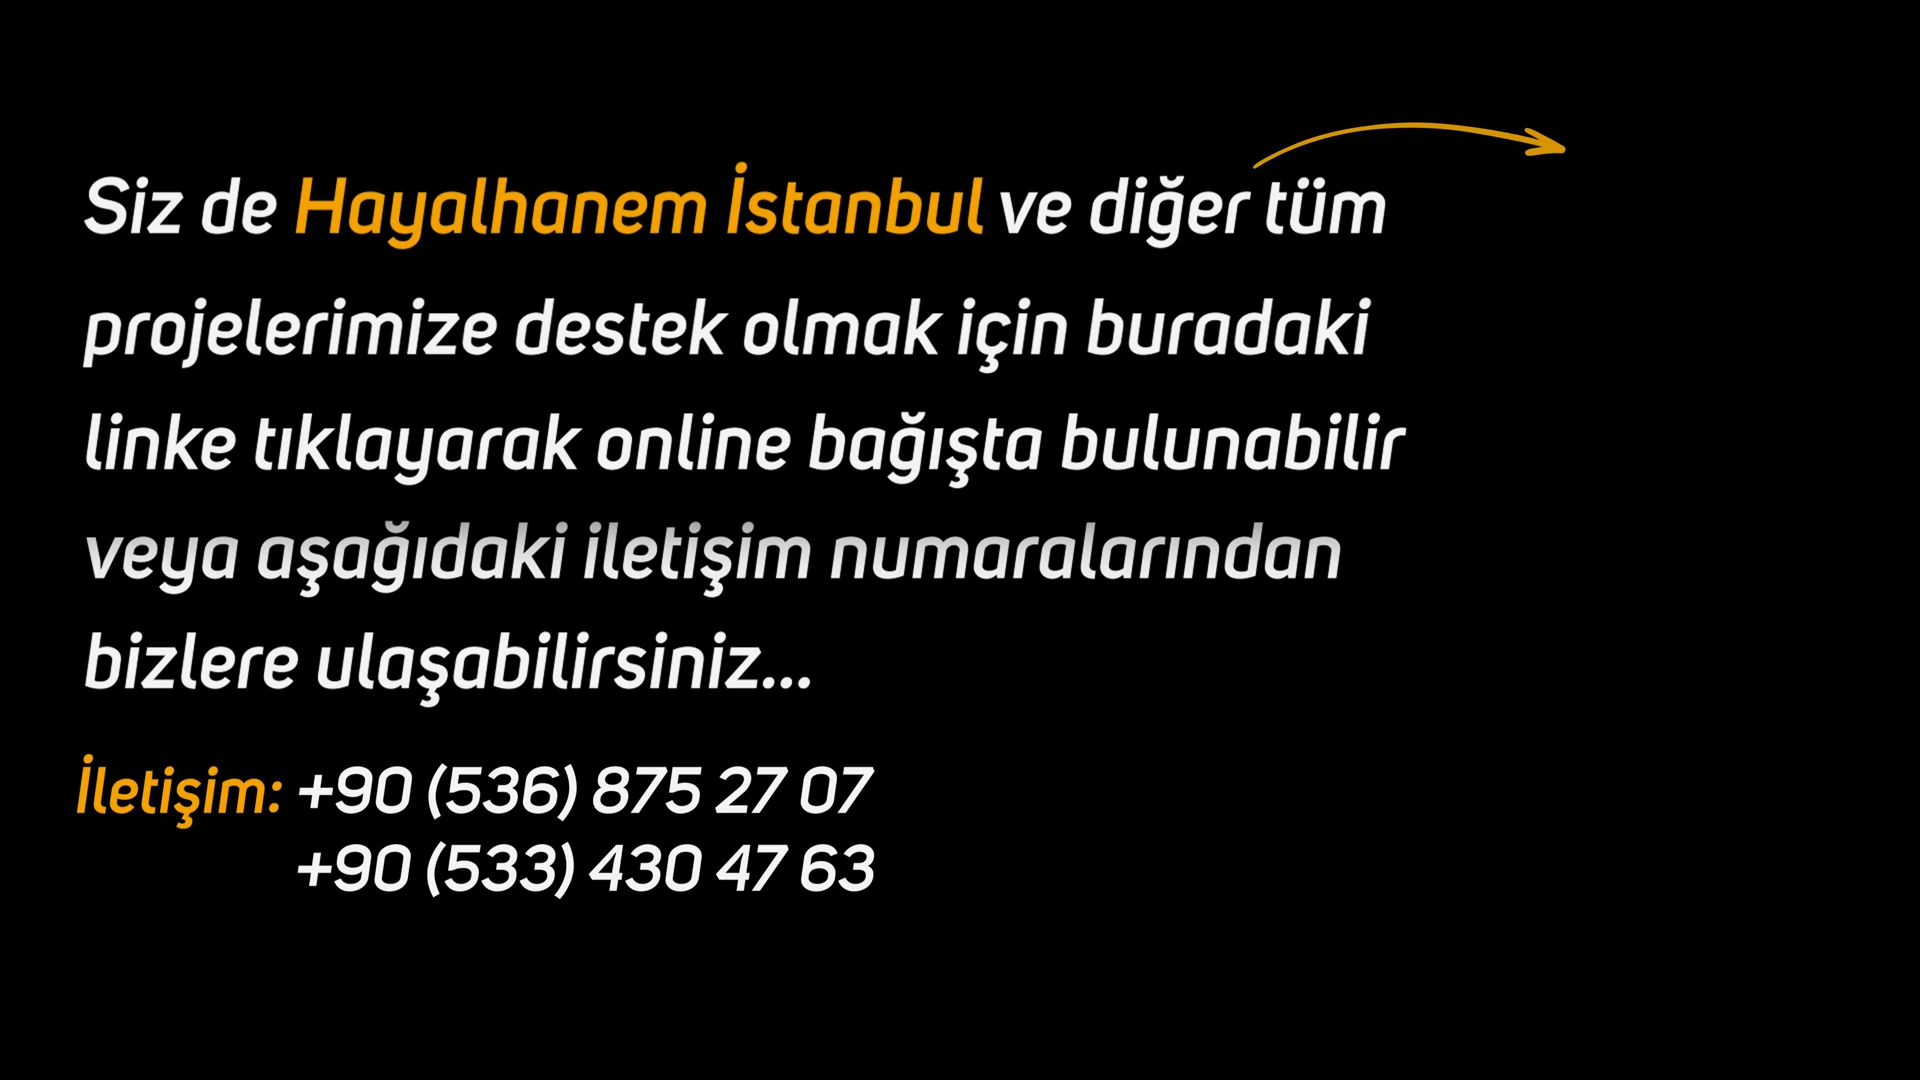 Siz de Hayalhanem İstanbul ve diğer tüm
projelerimize destek olmak için buradaki
linke tıklayarak online bağışta bulunabilir
veya aşağıdaki iletişim numaralarından
bizlere ulaşabilirsiniz...
İletişim: +90 (536) 875 27 07
+90 (533) 430 47 63